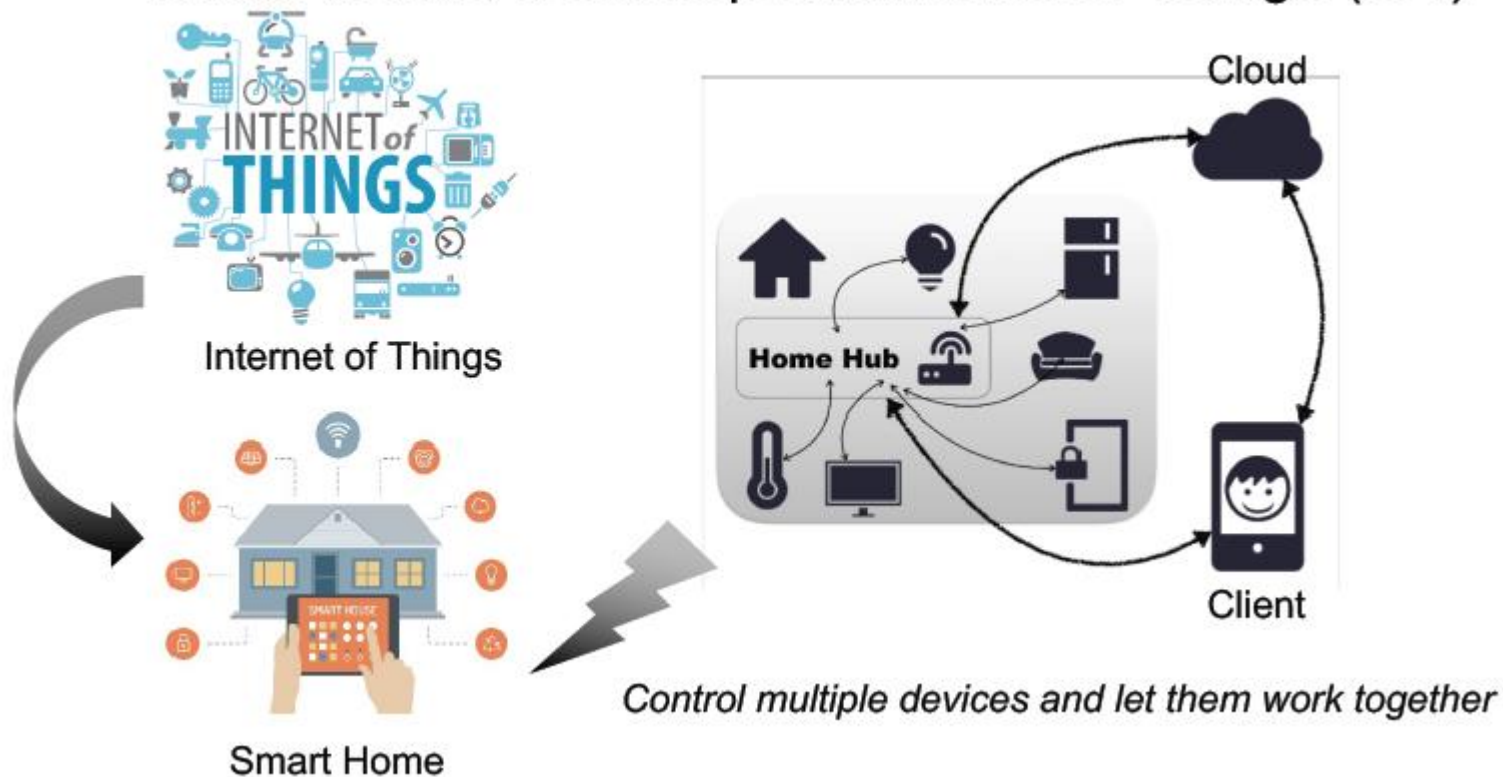 INTERNET of
THINGS
Internet of Things
SMART HOUSE
Smart Home
Cloud
Home Hub
Client
Control multiple devices and let them work together